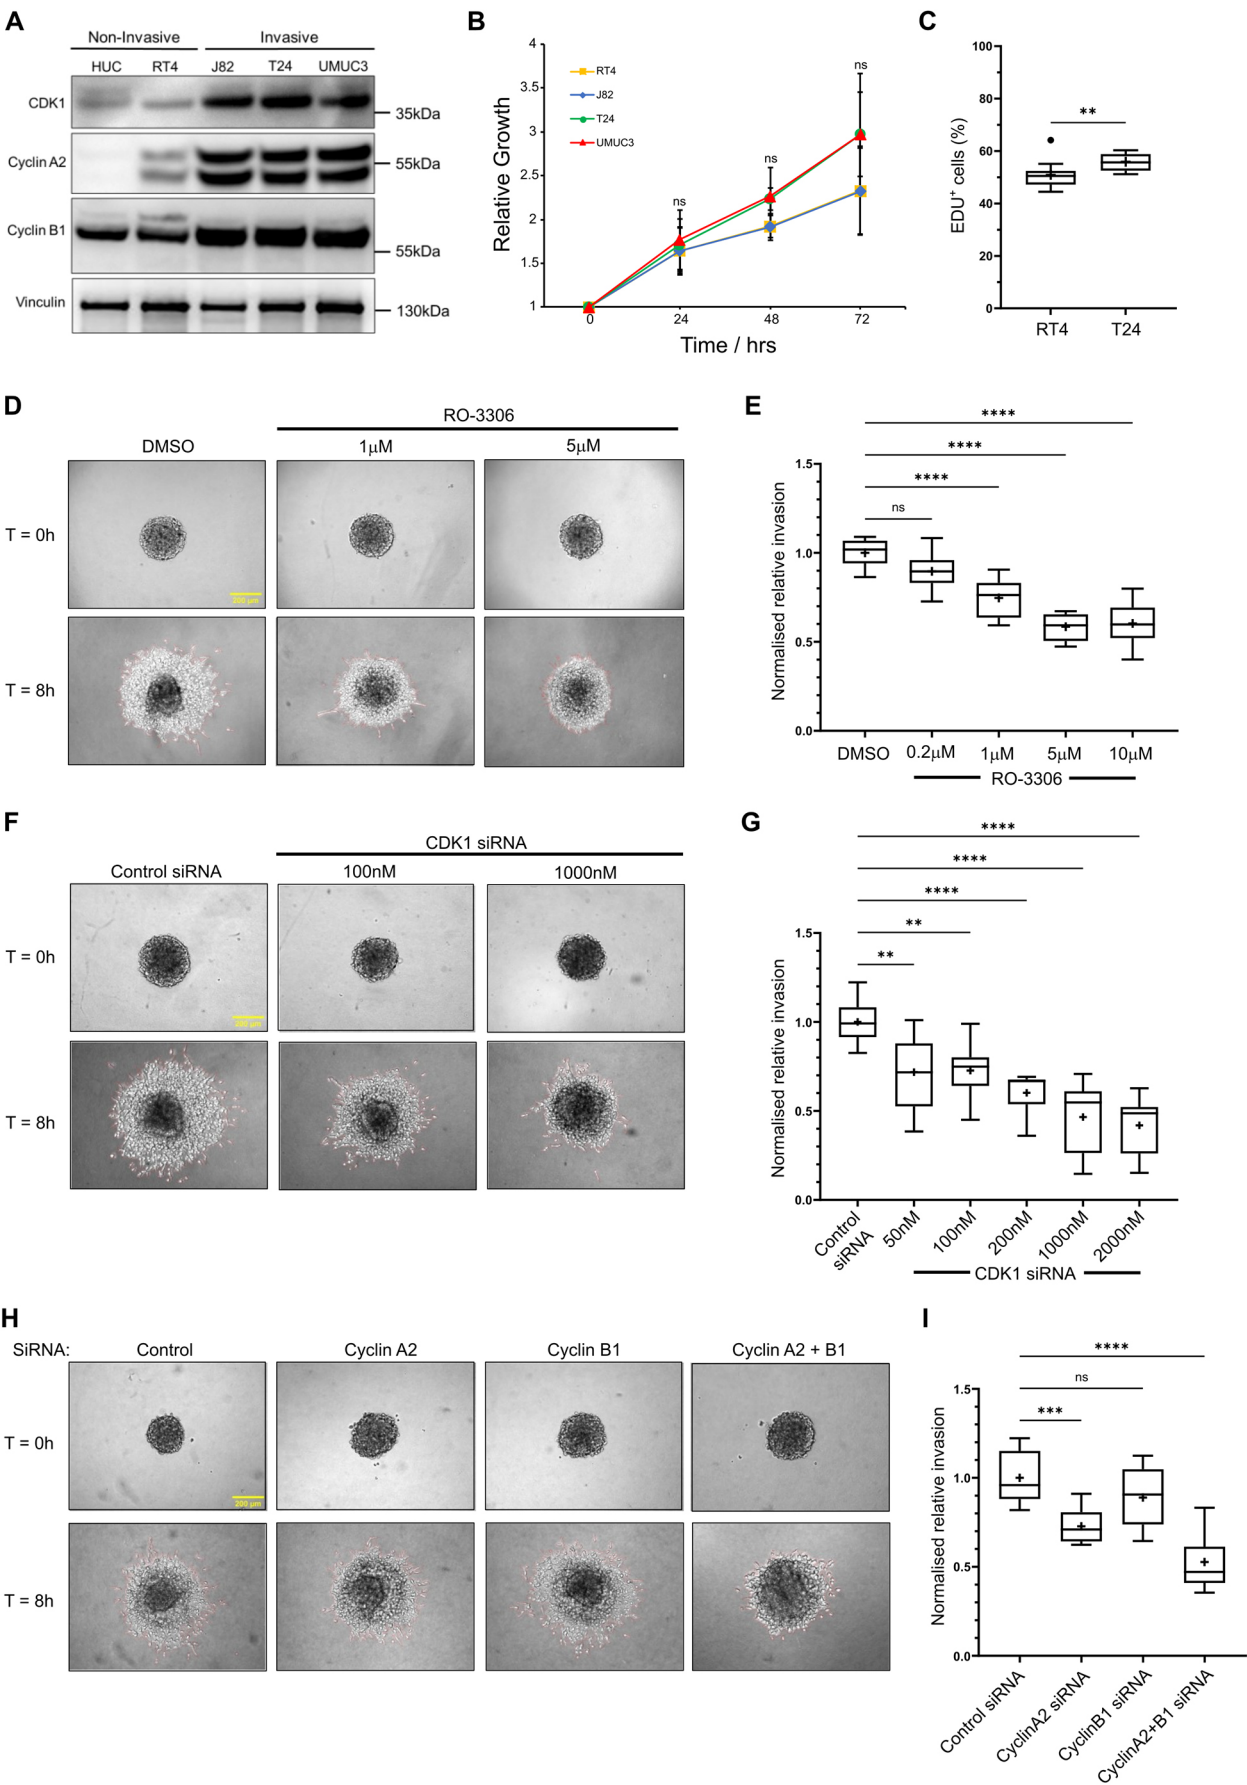 A
Non-Invasive Invasive
HUC RT4 J82 T24 UMUC3
CDK1
35kDa
Cyclin A2
55kDa
Cyclin B1
55kDa
Vinculin
130kDa
B
4
3.5
3
2.5
2
1.5
1
Relative Growth
RT4
J82
T24
UMUC3
ns
ns
ns
0 24 48 72
Time / hrs
C
100
80
60
40
20
0
EDU+ cells (%)
**
RT4 T24
D
RO-3306
DMSO 1μM 5μM
T = 0h
200 μm
T = 8h
E
****
****
****
ns
1.5
1.0
0.5
0.0
Normalised relative invasion
DMSO 0.2μM 1μM 5μM 10μM
RO-3306
F
CDK1 siRNA
Control siRNA 100nM 1000nM
T = 0h
200 μm
T = 8h
G
****
****
****
**
**
1.5
1.0
0.5
0.0
Normalised relative invasion
Control
siRNA
50nM
100nM
200nM
1000nM
2000nM
CDK1 siRNA
H
SiRNA: Control Cyclin A2 Cyclin B1 Cyclin A2 + B1
T = 0h
200 μm
T = 8h
I
****
ns
***
1.5
1.0
0.5
0.0
Normalised relative invasion
Control siRNA
CyclinA2 siRNA
CyclinB1 siRNA
CyclinA2+B1 siRNA